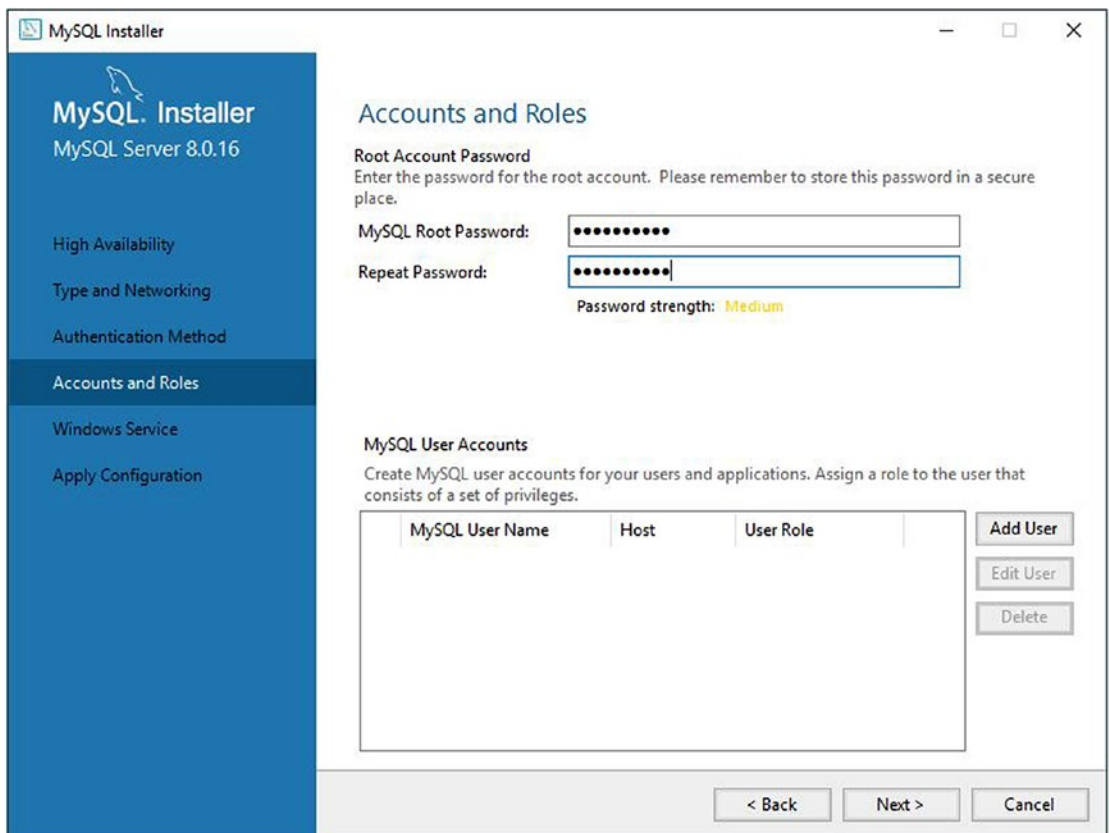 MySQL Installer
MySQL. Installer
MySQL Server 8.0.16
High Availability
Type and Networking
Authentication Method
Accounts and Roles
Windows Service
Apply Configuration
Accounts and Roles
Root Account Password
Enter the password for the root account. Please remember to store this password in a secure
place.
MySQL Root Password: ●●●●●●●●●●
Repeat Password: ●●●●●●●●●●
Password strength: Medium
MySQL User Accounts
Create MySQL user accounts for your users and applications. Assign a role to the user that
consists of a set of privileges.
MySQL User Name Host User Role
Add User
Edit User
Delete
< Back Next > Cancel